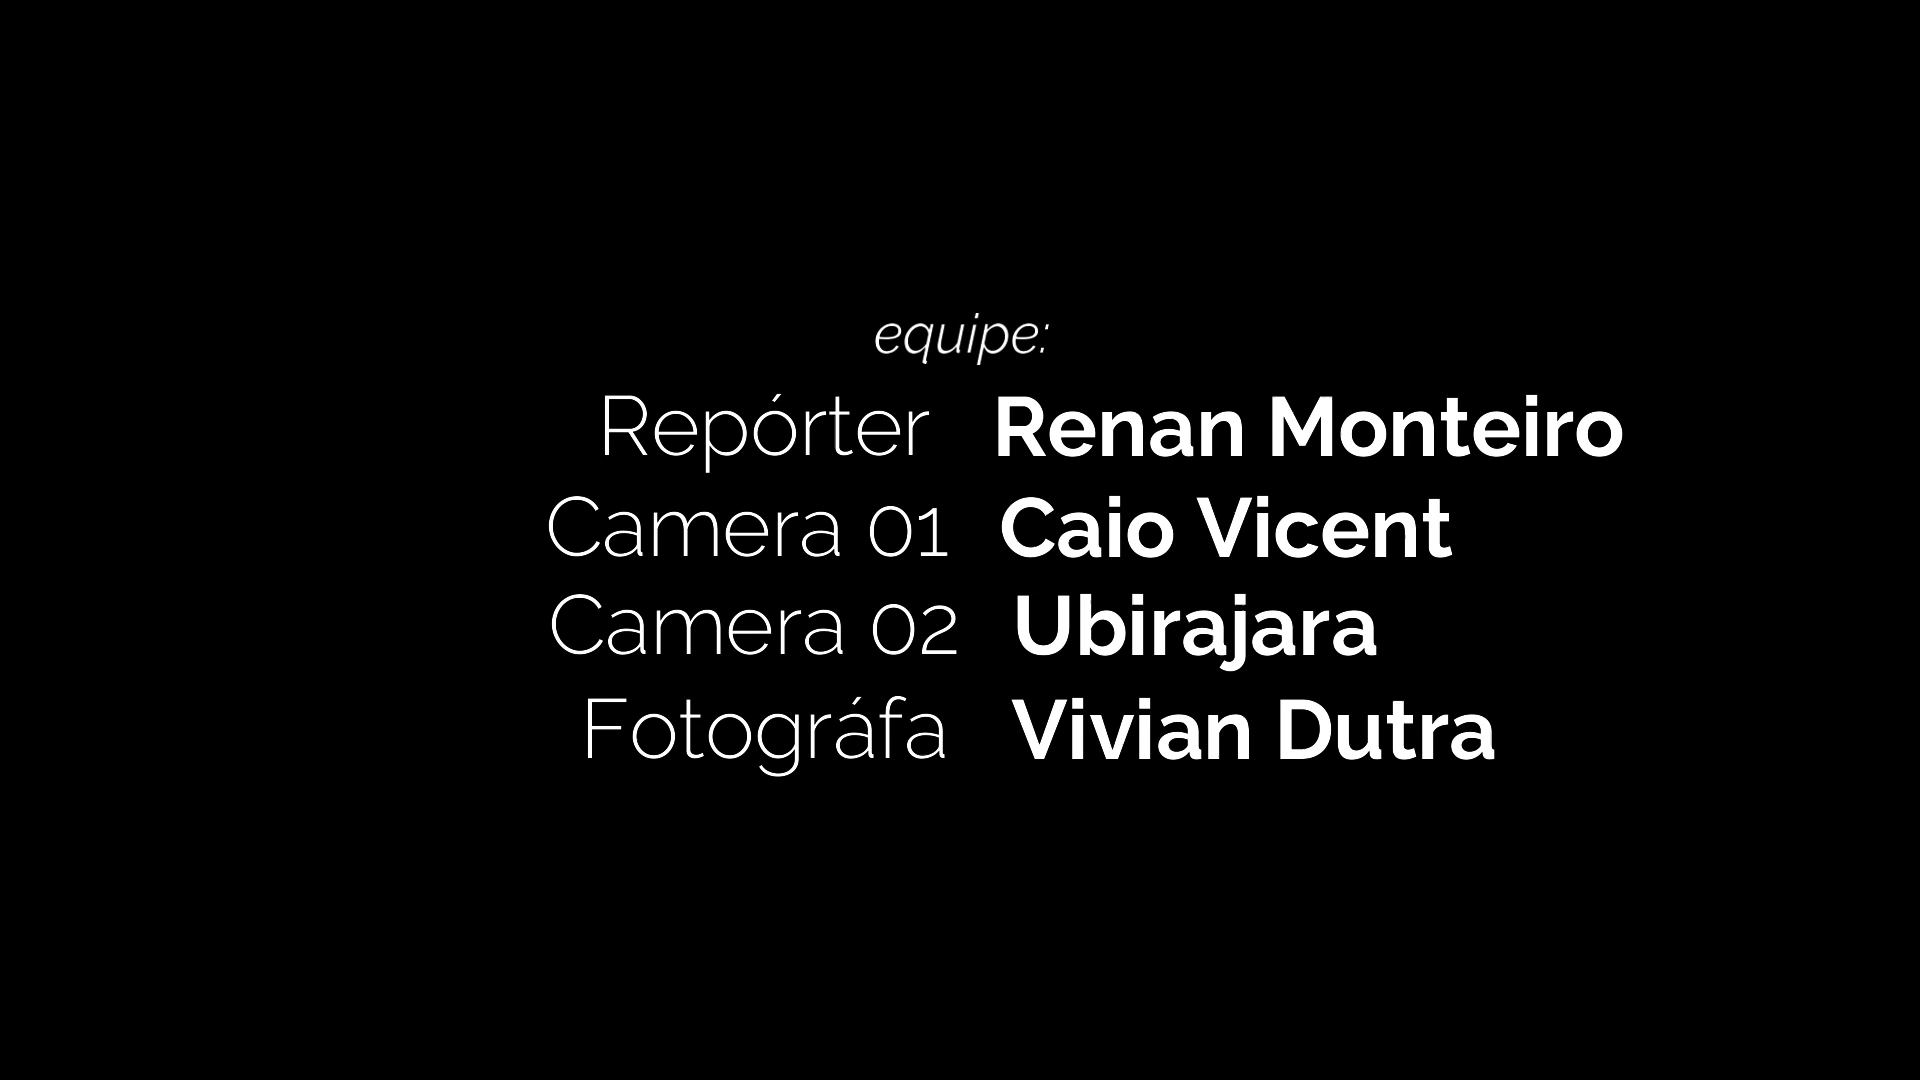 equipe:
Repórter Renan Monteiro
Camera 01 Caio Vicent
Camera 02 Ubirajara
Fotográfa Vivian Dutra